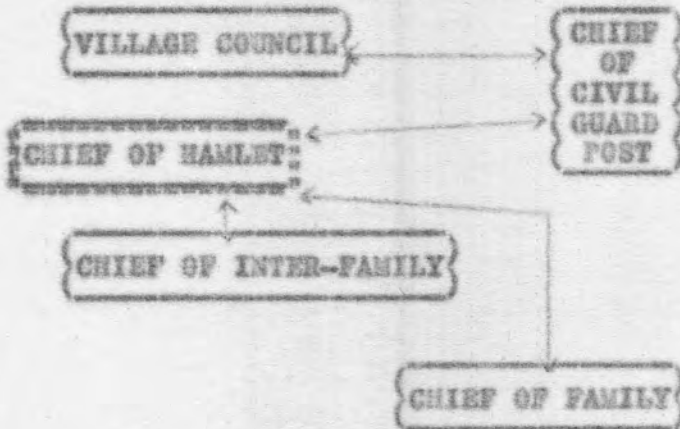 VILLAGE COUNCIL
CHIEF
OF
CIVIL
GUARD
POST
CHIEF OF HAMLET
CHIEF OF INTER-FAMILY
CHIEF OF FAMILY